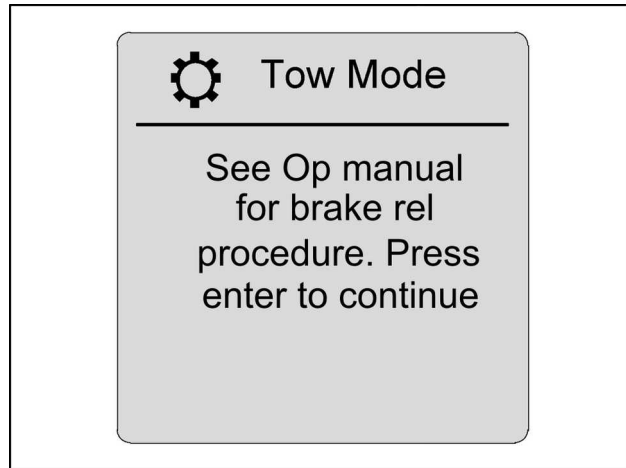 Tow Mode
See Op manual
for brake rel
procedure. Press
enter to continue